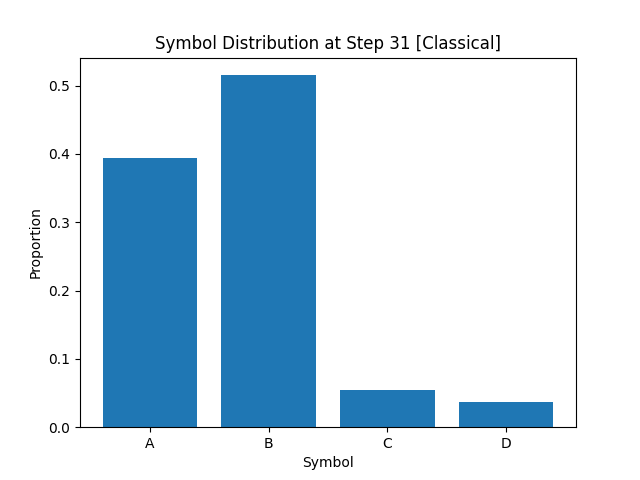 Symbol Distribution at Step 31 [Classical]
0.5
0.4
0.3
0.2
0.1
0.0
Proportion
A B C D
Symbol